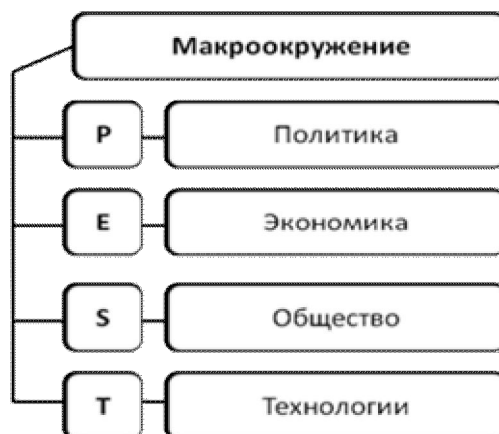 Макроокружение
P Политика
E Экономика
S Общество
T Технологии